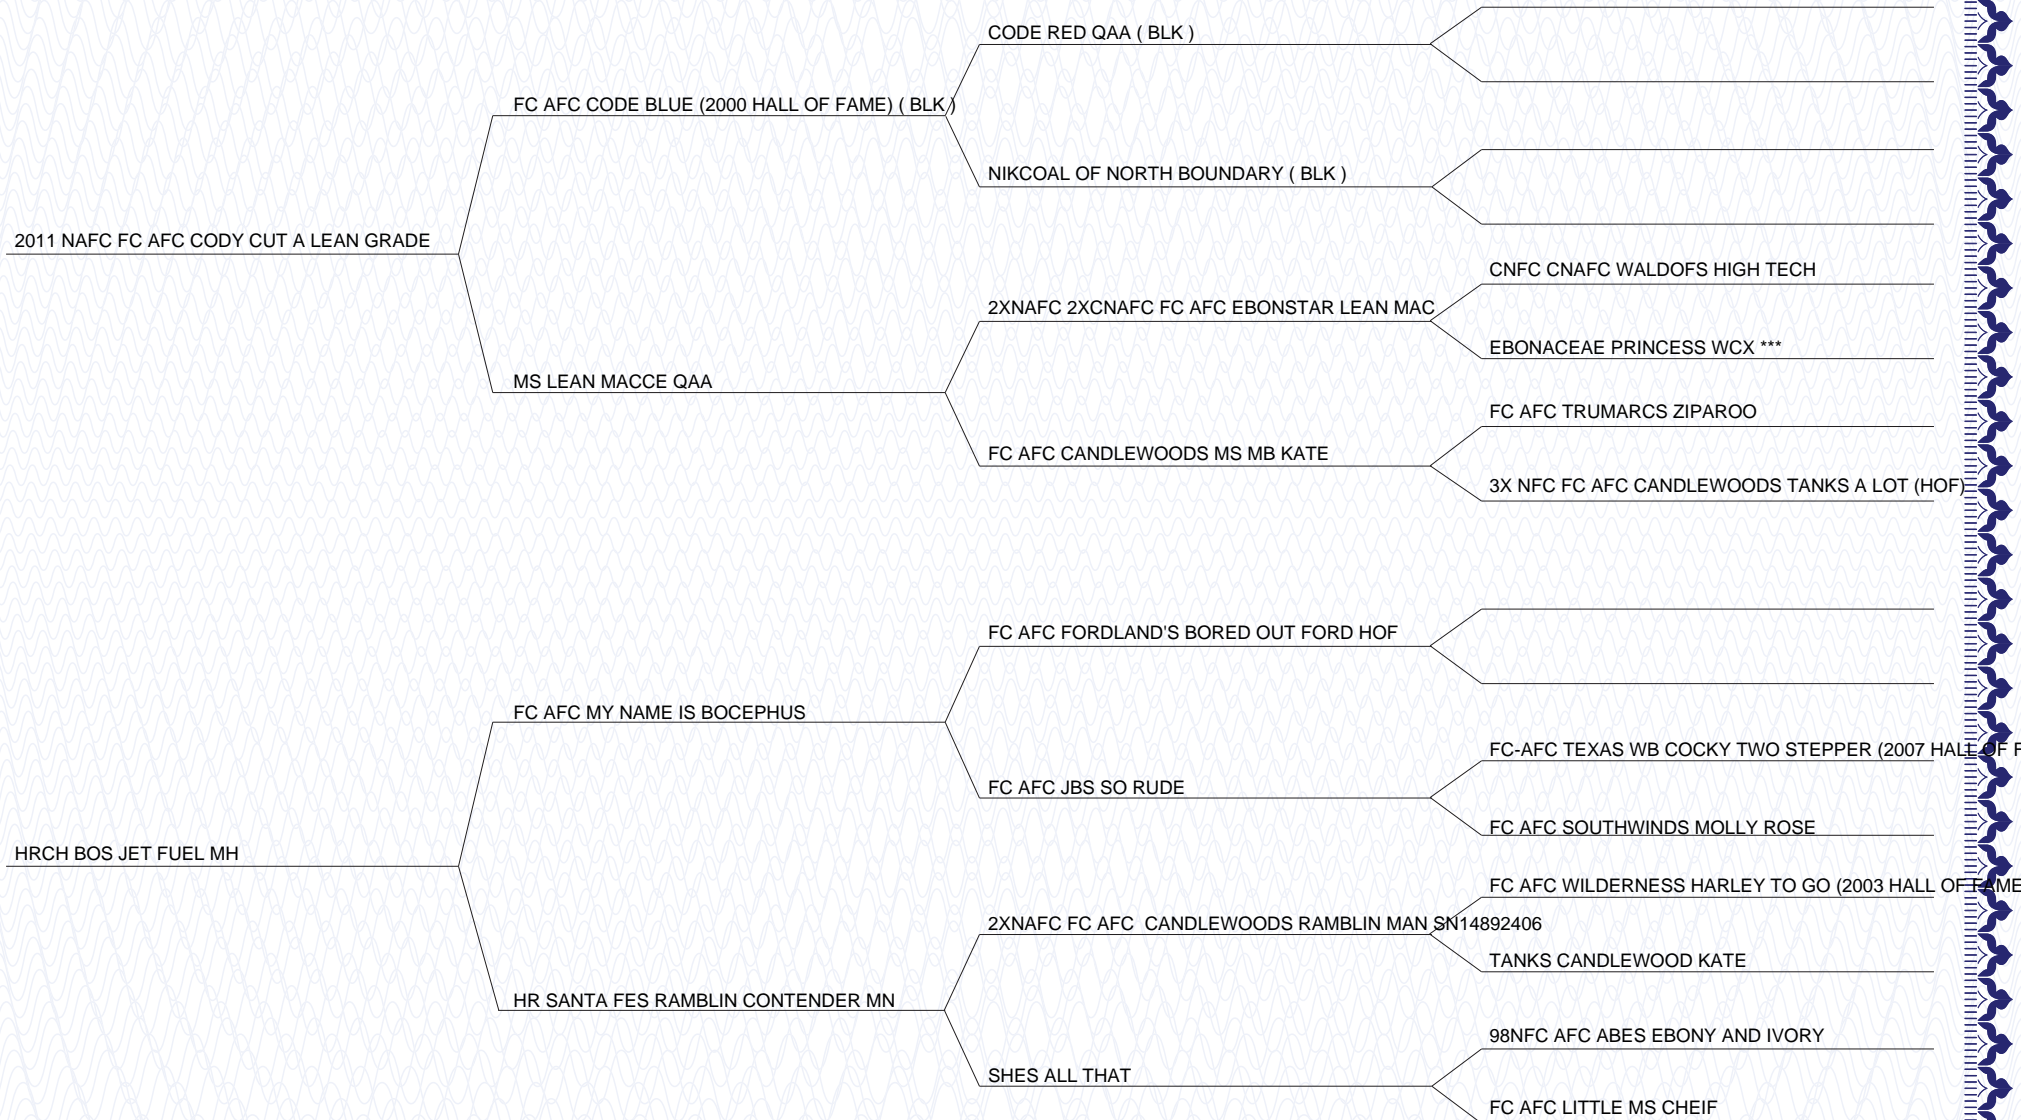 CODE RED QAA ( BLK )
FC AFC CODE BLUE (2000 HALL OF FAME) ( BLK )
NIKCOAL OF NORTH BOUNDARY ( BLK )
2011 NAFC FC AFC CODY CUT A LEAN GRADE
CNFC CNAFC WALDOFS HIGH TECH
2XNAFC 2XCNAFC FC AFC EBONSTAR LEAN MAC
EBONACEAE PRINCESS WCX ***
MS LEAN MACCE QAA
FC AFC TRUMARCS ZIPAROO
FC AFC CANDLEWOODS MS MB KATE
3X NFC FC AFC CANDLEWOODS TANKS A LOT (HOF)
FC AFC FORDLAND'S BORED OUT FORD HOF
FC AFC MY NAME IS BOCEPHUS
FC-AFC TEXAS WB COCKY TWO STEPPER (2007 HALL OF F
FC AFC JBS SO RUDE
FC AFC SOUTHWINDS MOLLY ROSE
HRCH BOS JET FUEL MH
FC AFC WILDERNESS HARLEY TO GO (2003 HALL OF FAME
2XNAFC FC AFC  CANDLEWOODS RAMBLIN MAN SN14892406
TANKS CANDLEWOOD KATE
HR SANTA FES RAMBLIN CONTENDER MN
98NFC AFC ABES EBONY AND IVORY
SHES ALL THAT
FC AFC LITTLE MS CHEIF